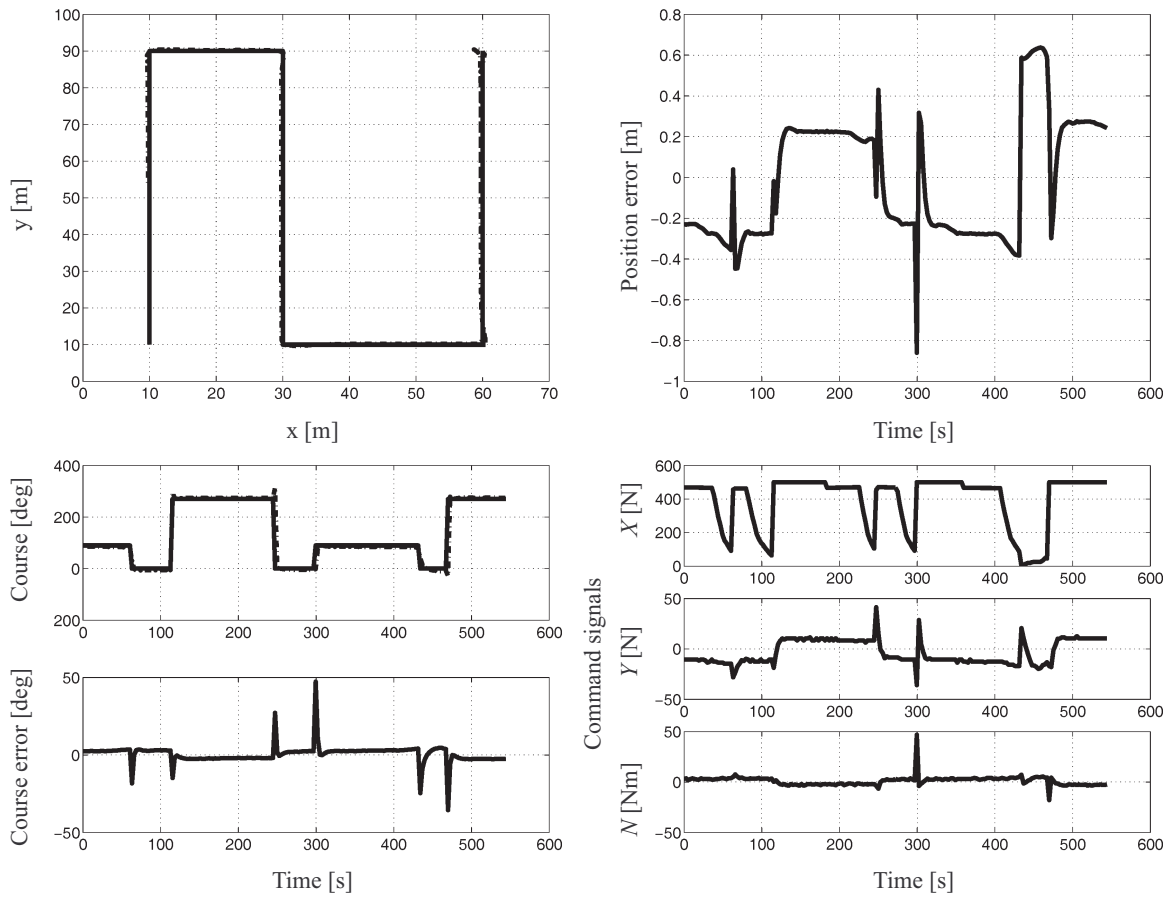 100
90
80
70
60
50
40
30
20
10
0
0 10 20 30 40 50 60 70
y [m]
x [m]
0.8
0.6
0.4
0.2
0
−0.2
−0.4
−0.6
−0.8
−1
0 100 200 300 400 500 600
Position error [m]
Time [s]
400
200
0
200
0 100 200 300 400 500 600
Course [deg]
50
0
−50
0 100 200 300 400 500 600
Course error [deg]
Time [s]
600
400
200
0
0 100 200 300 400 500 600
X [N]
50
0
−50
0 100 200 300 400 500 600
Y [N]
50
0
−50
0 100 200 300 400 500 600
N [Nm]
Command signals
Time [s]